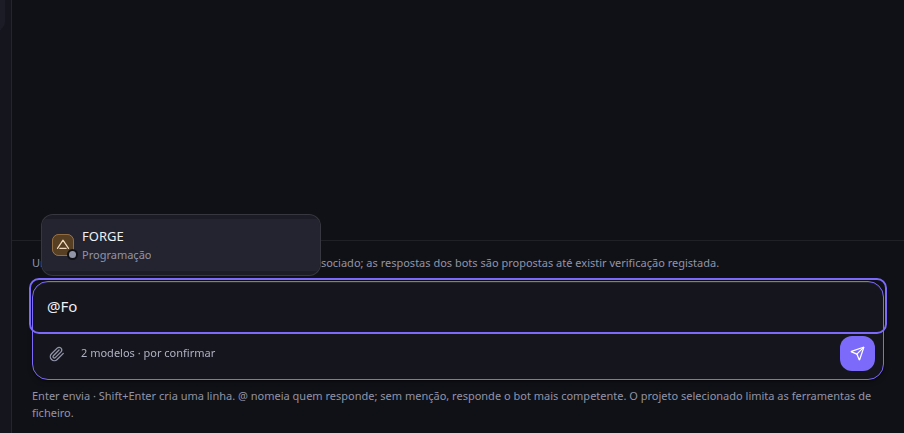 FORGE
Programação
sociado; as respostas dos bots são propostas até existir verificação registada.
@Fo
2 modelos · por confirmar
Enter envia · Shift+Enter cria uma linha. @ nomeia quem responde; sem menção, responde o bot mais competente. O projeto selecionado limita as ferramentas de
ficheiro.